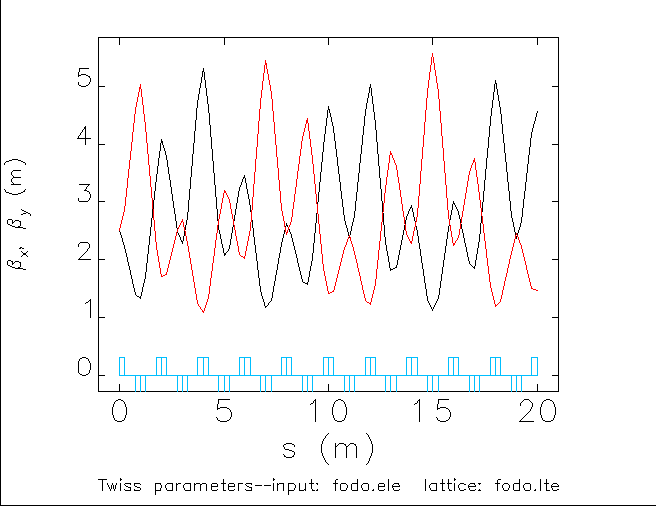 β_x, β_y (m)
5
4
3
2
1
0
0 5 10 15 20
s (m)
Twiss parameters--input: fodo.ele lattice: fodo.lte